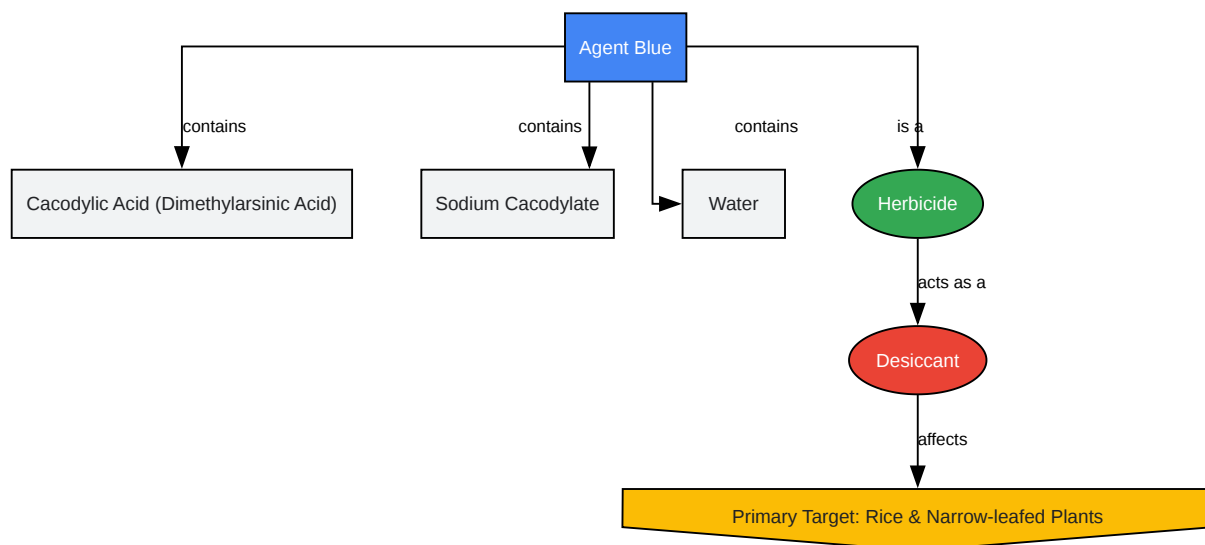 Agent Blue
contains
contains
contains
is a
Cacodylic Acid (Dimethylarsinic Acid)
Sodium Cacodylate
Water
Herbicide
acts as a
Desiccant
affects
Primary Target: Rice & Narrow-leafed Plants